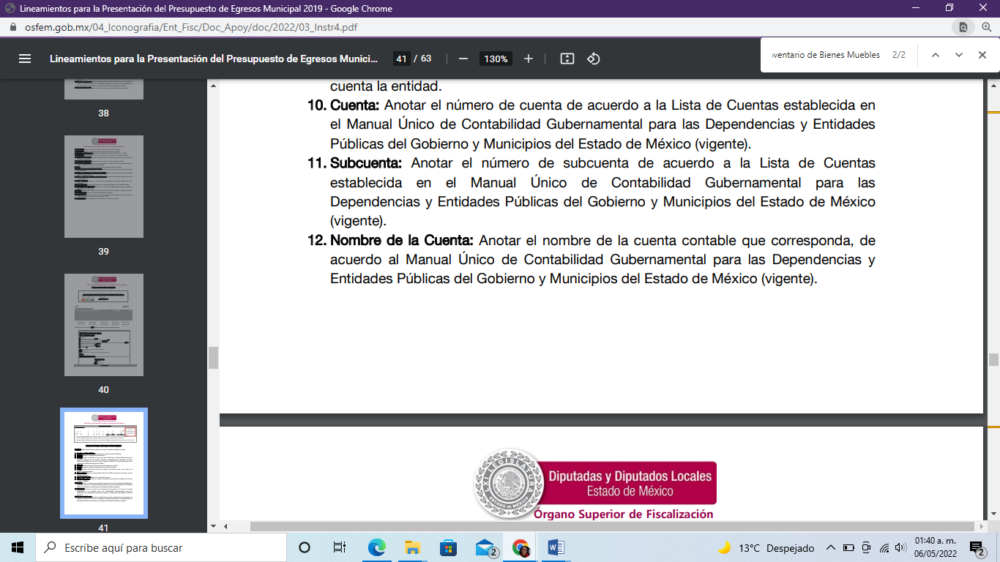 Lineamientos para la Presentación del Presupuesto de Egresos Municipal 2019 - Google Chrome
osfem.gob.mx/04_Iconografia/Ent_Fisc/Doc_Apoy/doc/2022/03_Instr4.pdf
Lineamientos para la Presentación del Presupuesto de Egresos Munici...
41 / 63
130%
ventario de Bienes Muebles 2/2
38
39
40
41
cuenta la entidad.
10. Cuenta: Anotar el número de cuenta de acuerdo a la Lista de Cuentas establecida en
el Manual Único de Contabilidad Gubernamental para las Dependencias y Entidades
Públicas del Gobierno y Municipios del Estado de México (vigente).
11. Subcuenta: Anotar el número de subcuenta de acuerdo a la Lista de Cuentas
establecida en el Manual Único de Contabilidad Gubernamental para las
Dependencias y Entidades Públicas del Gobierno y Municipios del Estado de México
(vigente).
12. Nombre de la Cuenta: Anotar el nombre de la cuenta contable que corresponda, de
acuerdo al Manual Único de Contabilidad Gubernamental para las Dependencias y
Entidades Públicas del Gobierno y Municipios del Estado de México (vigente).
LXI LEGISLATURA
ESTADO DE MÉXICO
Diputadas y Diputados Locales
Estado de México
Órgano Superior de Fiscalización
Escribe aquí para buscar
2
13°C Despejado
01:40 a. m.
06/05/2022
2